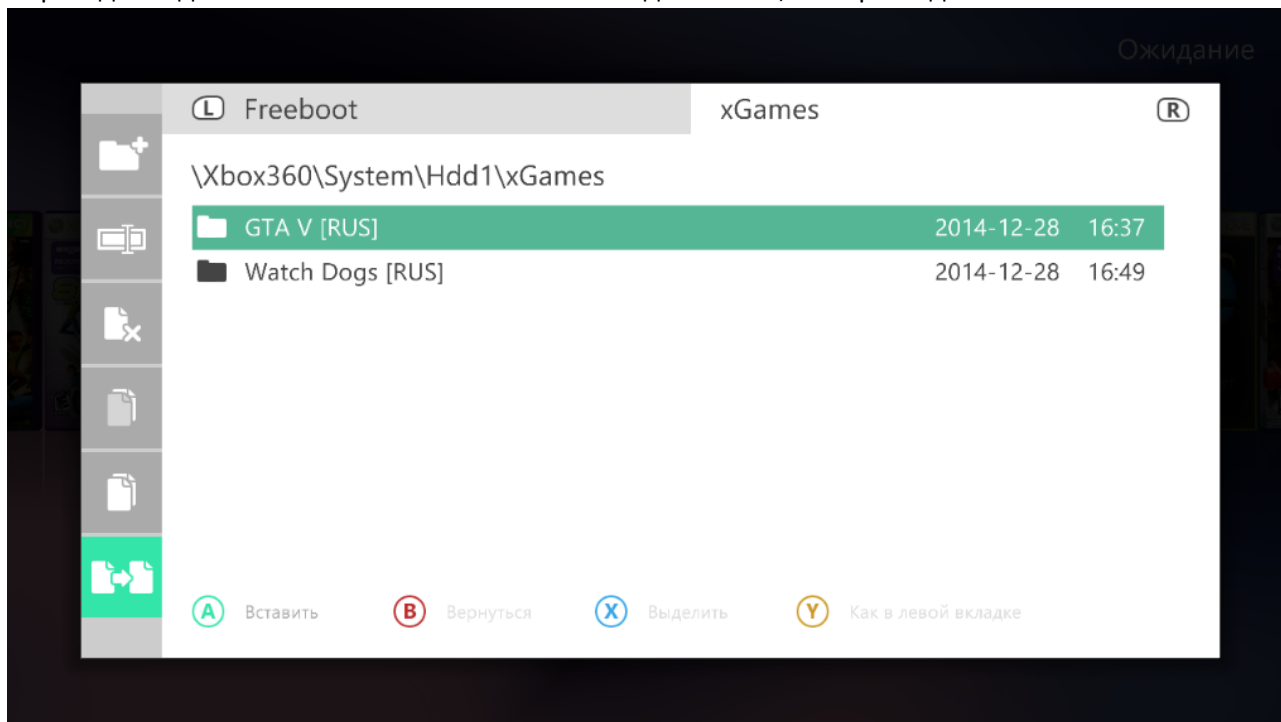 Ожидание
L Freeboot xGames R
\Xbox360\System\Hdd1\xGames
GTA V [RUS] 2014-12-28 16:37
Watch Dogs [RUS] 2014-12-28 16:49
A Вставить B Вернуться X Выделить Y Как в левой вкладке